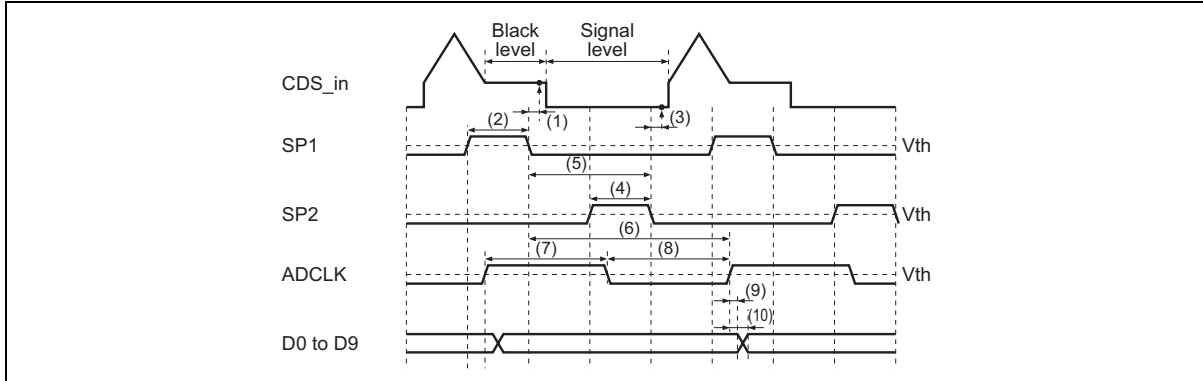 Black level
Signal level
CDS_in
(1)
(3)
(2)
SP1
Vth
(5)
(4)
SP2
Vth
(6)
(7)
(8)
ADCLK
Vth
(9)
(10)
D0 to D9